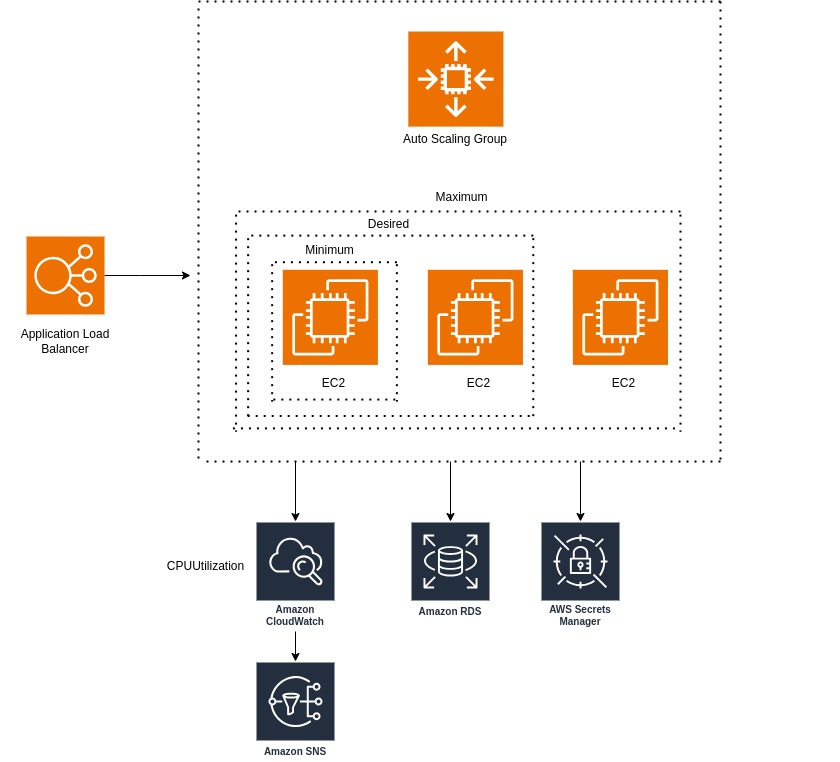 Auto Scaling Group
Maximum
Desired
Minimum
Application Load
Balancer
EC2
EC2
EC2
CPUUtilization
Amazon
CloudWatch
Amazon RDS
AWS Secrets
Manager
Amazon SNS